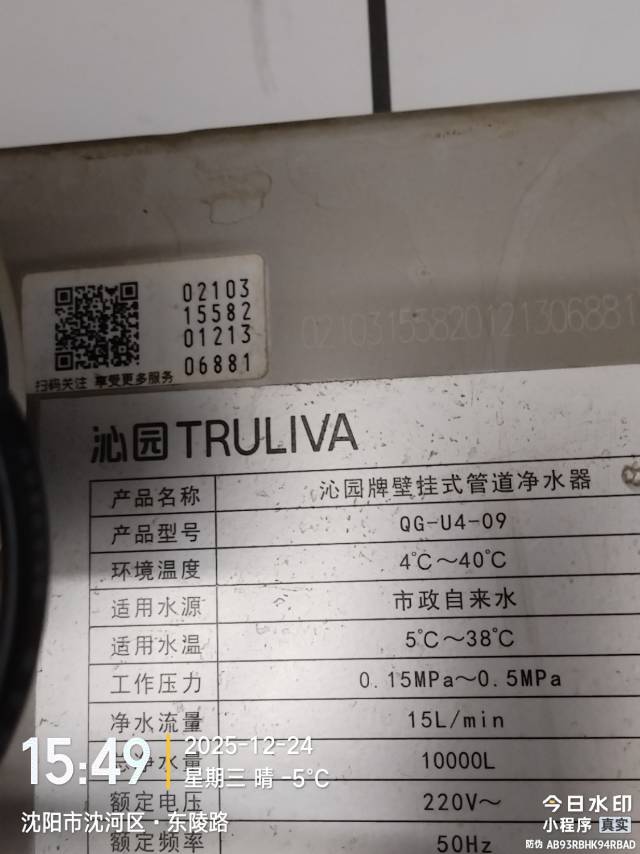 02103
15582
01213
06881
扫码关注 享受更多服务
02103155820121306881
沁园TRULIVA
产品名称 沁园牌壁挂式管道净水器
产品型号 QG-U4-09
环境温度 4℃～40℃
适用水源 市政自来水
适用水温 5℃～38℃
工作压力 0.15MPa～0.5MPa
净水流量 15L/min
净水量 10000L
额定电压 220V～
额定频率 50Hz
15:49
2025-12-24
星期三 晴 -5℃
沈阳市沈河区·东陵路
今日水印
小程序 真实
防伪 AB93RBHK94RBAD